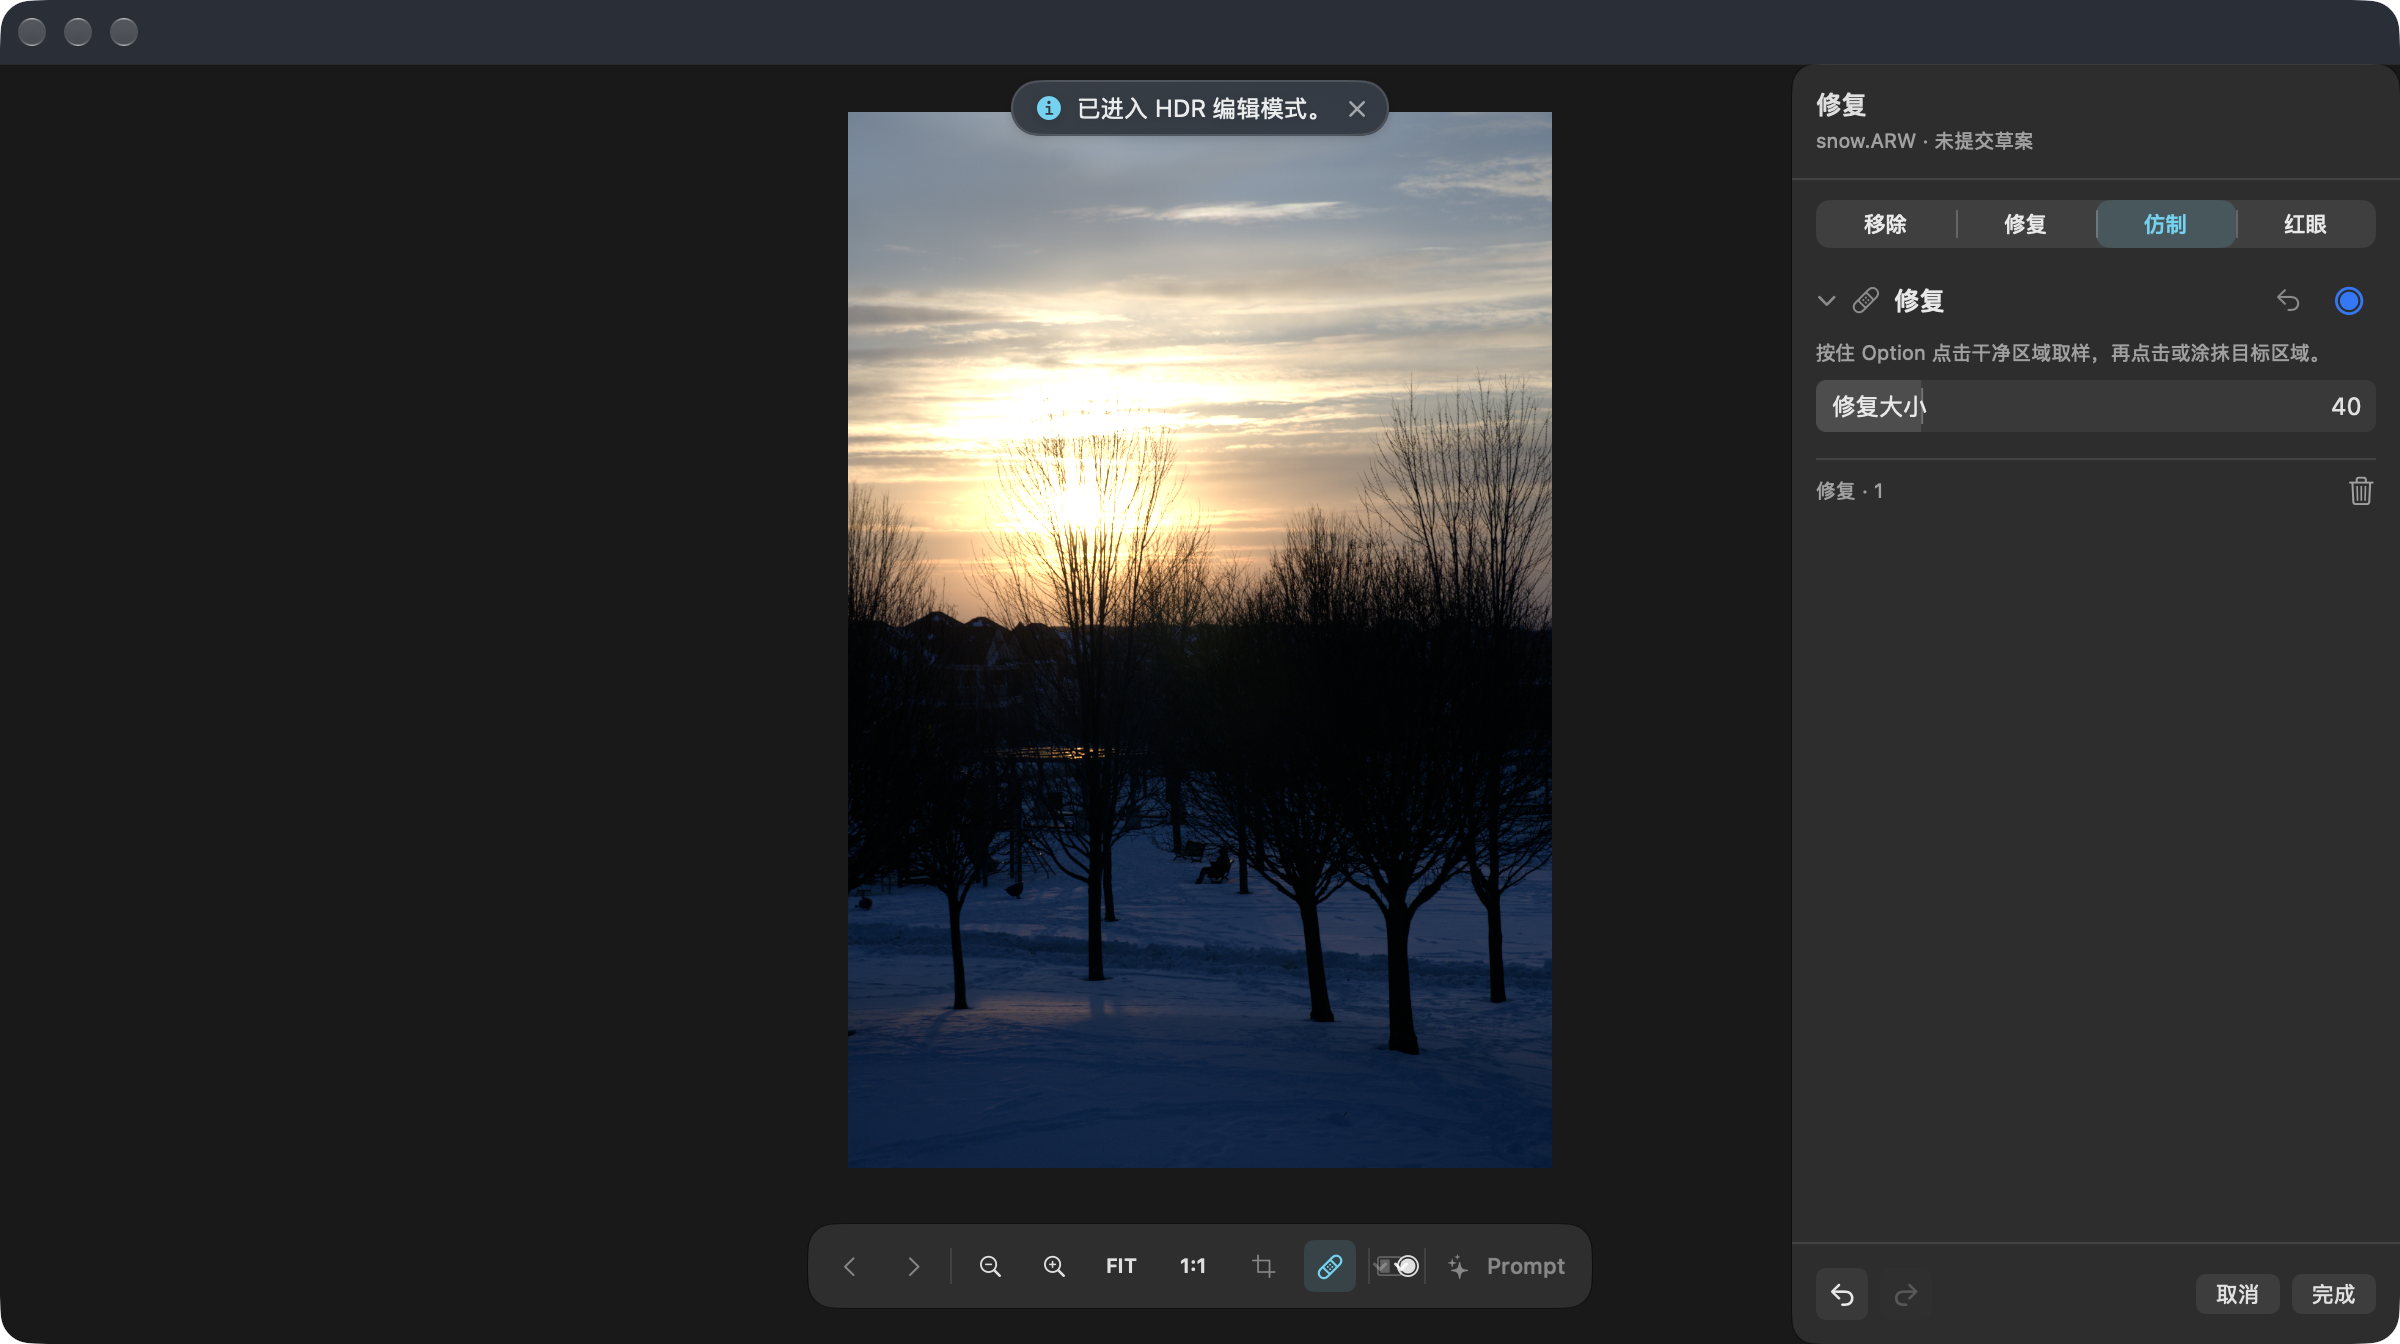 已进入 HDR 编辑模式。
修复
snow.ARW · 未提交草案
移除
修复
仿制
红眼
修复
按住 Option 点击干净区域取样，再点击或涂抹目标区域。
修复大小 40
修复 · 1
FIT
1:1
Prompt
取消
完成